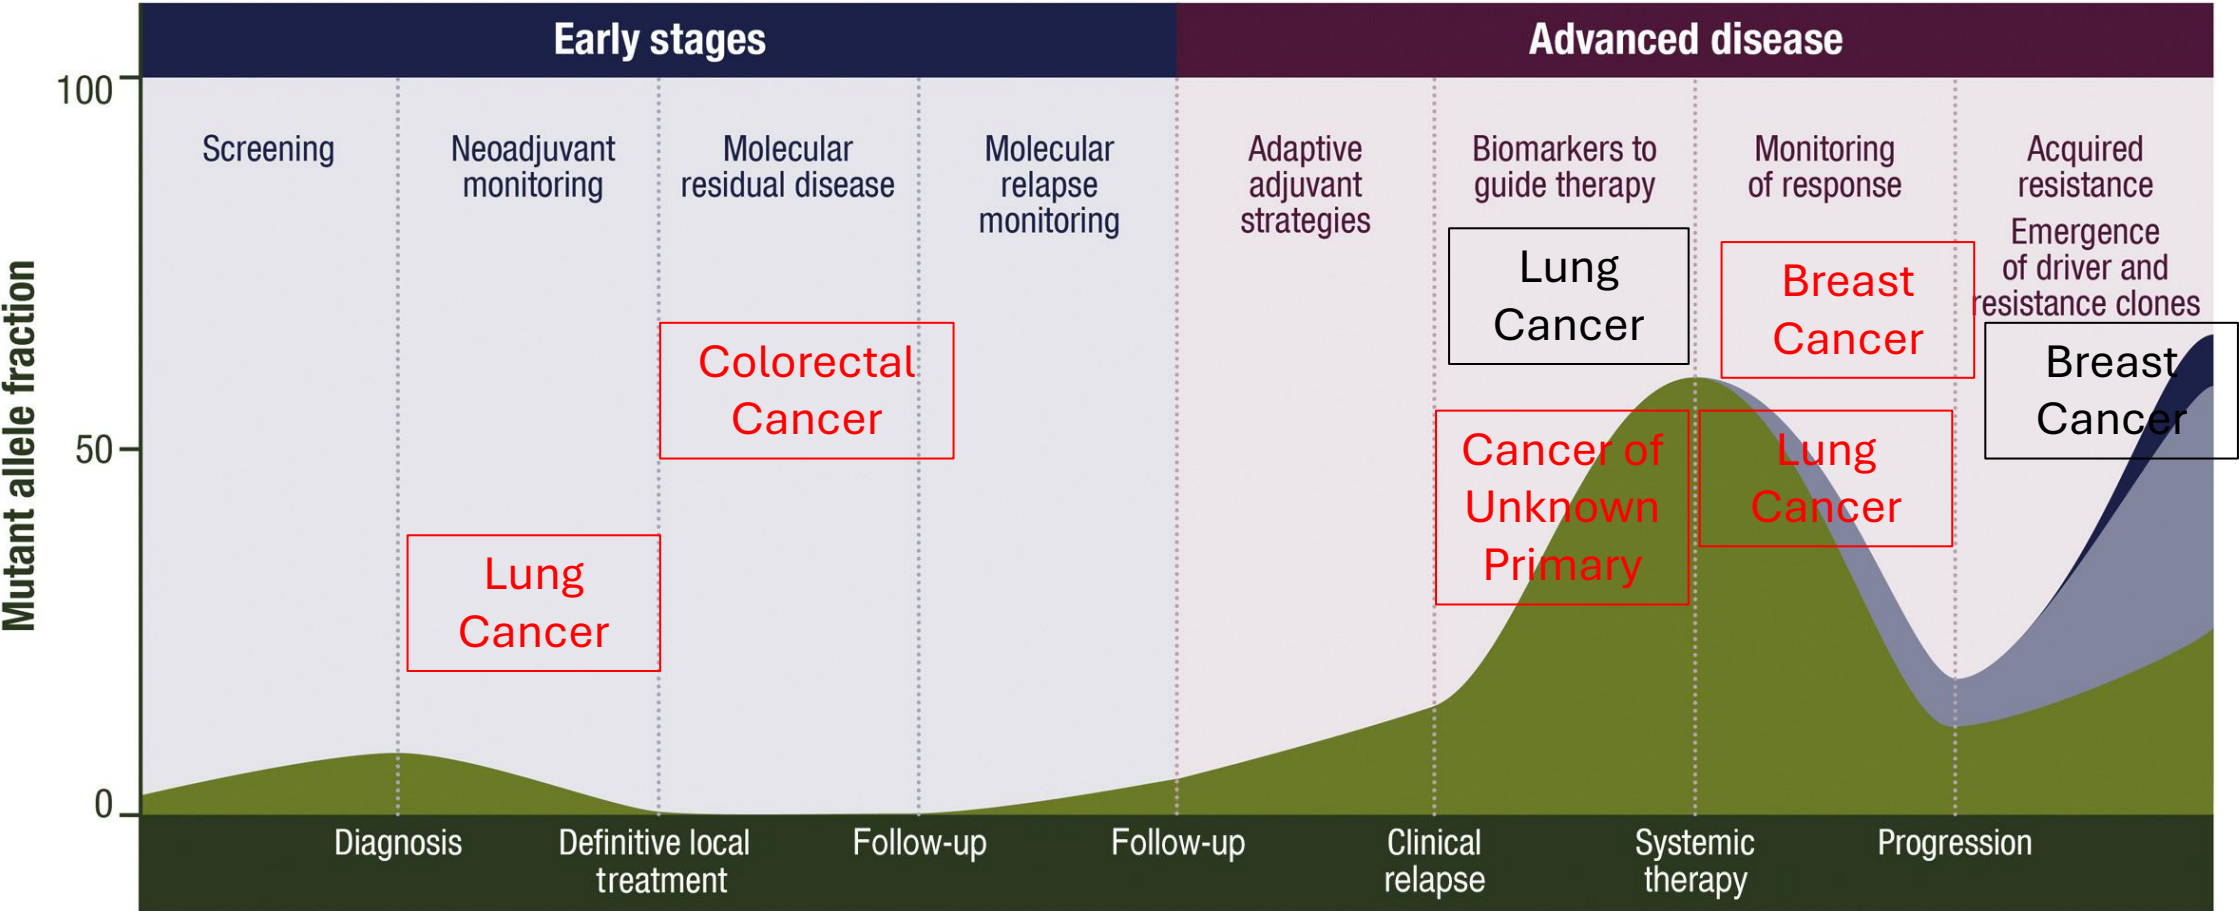 Early stages
Advanced disease
100
50
0
Mutant allele fraction
Screening
Neoadjuvant
monitoring
Molecular
residual disease
Molecular
relapse
monitoring
Adaptive
adjuvant
strategies
Biomarkers to
guide therapy
Monitoring
of response
Acquired
resistance
Emergence
of driver and
resistance clones
Lung
Cancer
Colorectal
Cancer
Lung
Cancer
Cancer of
Unknown
Primary
Breast
Cancer
Lung
Cancer
Breast
Cancer
Diagnosis
Definitive local
treatment
Follow-up
Follow-up
Clinical
relapse
Systemic
therapy
Progression